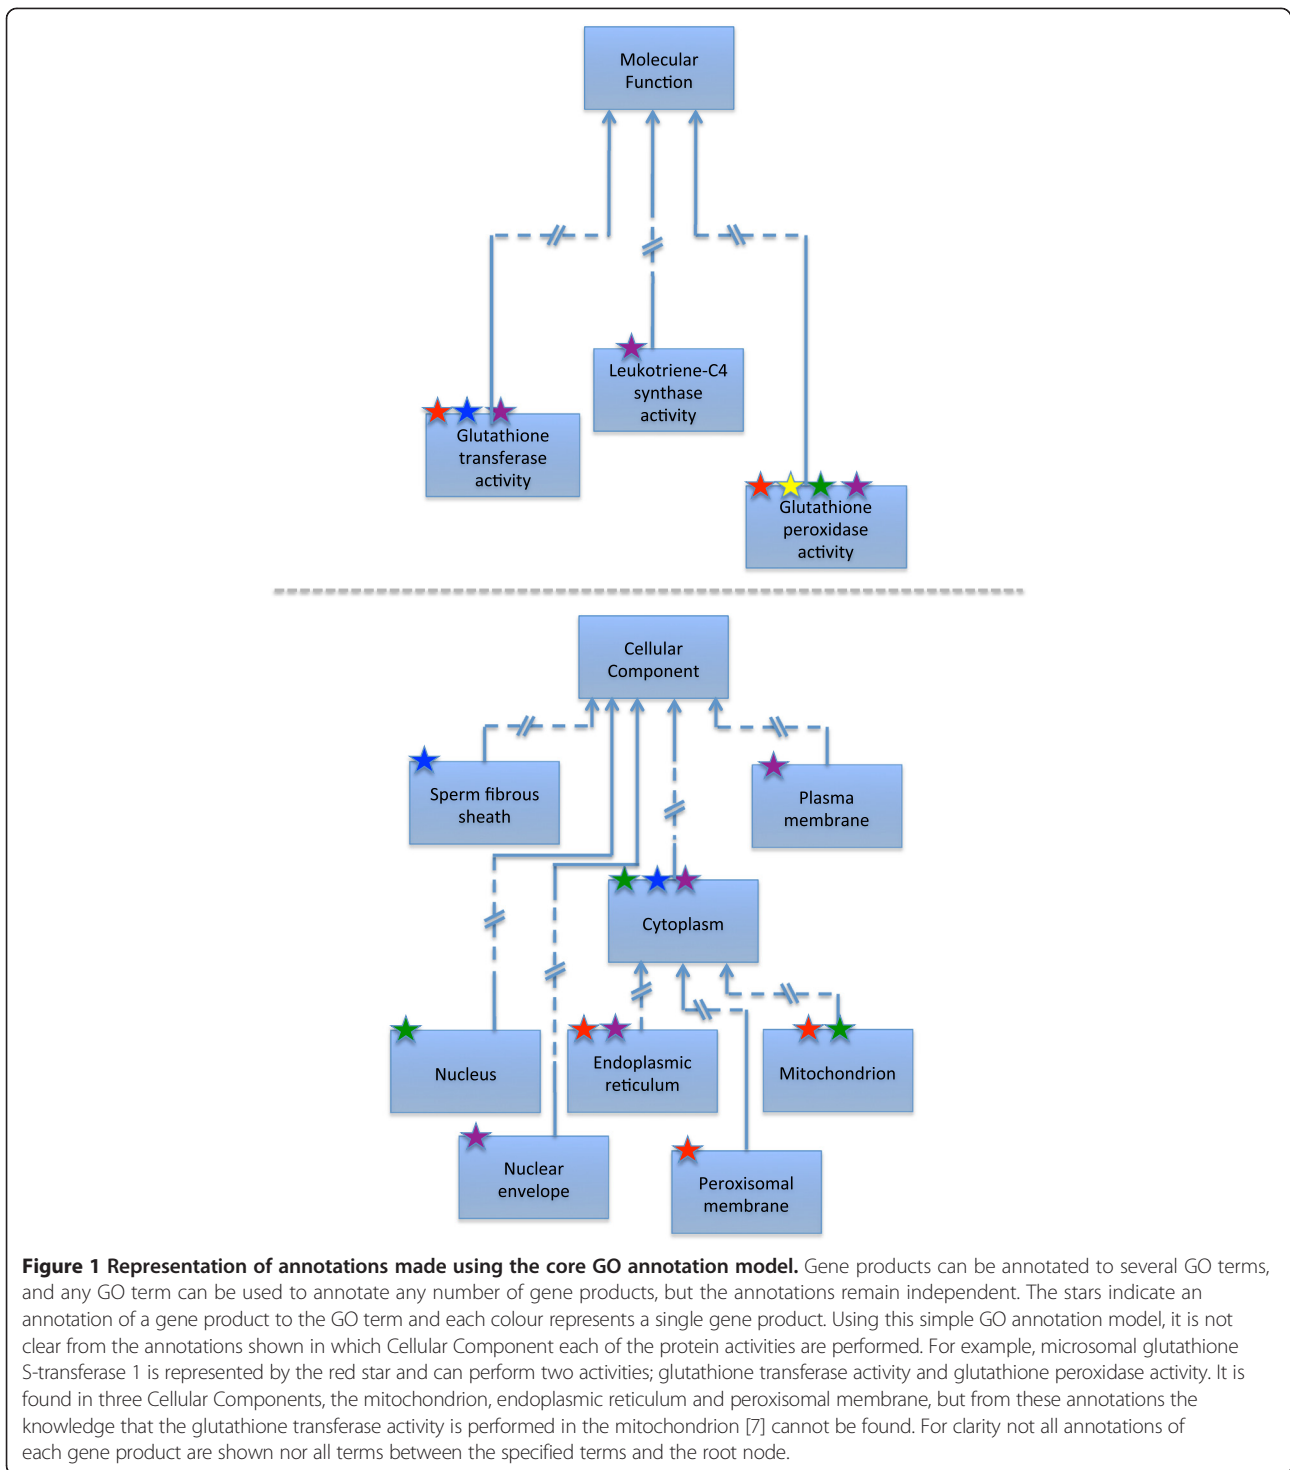 Molecular
Function
Leukotriene-C4
synthase
activity
Glutathione
transferase
activity
Glutathione
peroxidase
activity
Cellular
Component
Sperm fibrous
sheath
Plasma
membrane
Cytoplasm
Nucleus
Endoplasmic
reticulum
Mitochondrion
Nuclear
envelope
Peroxisomal
membrane
Figure 1 Representation of annotations made using the core GO annotation model. Gene products can be annotated to several GO terms,
and any GO term can be used to annotate any number of gene products, but the annotations remain independent. The stars indicate an
annotation of a gene product to the GO term and each colour represents a single gene product. Using this simple GO annotation model, it is not
clear from the annotations shown in which Cellular Component each of the protein activities are performed. For example, microsomal glutathione
S-transferase 1 is represented by the red star and can perform two activities; glutathione transferase activity and glutathione peroxidase activity. It is
found in three Cellular Components, the mitochondrion, endoplasmic reticulum and peroxisomal membrane, but from these annotations the
knowledge that the glutathione transferase activity is performed in the mitochondrion [7] cannot be found. For clarity not all annotations of
each gene product are shown nor all terms between the specified terms and the root node.